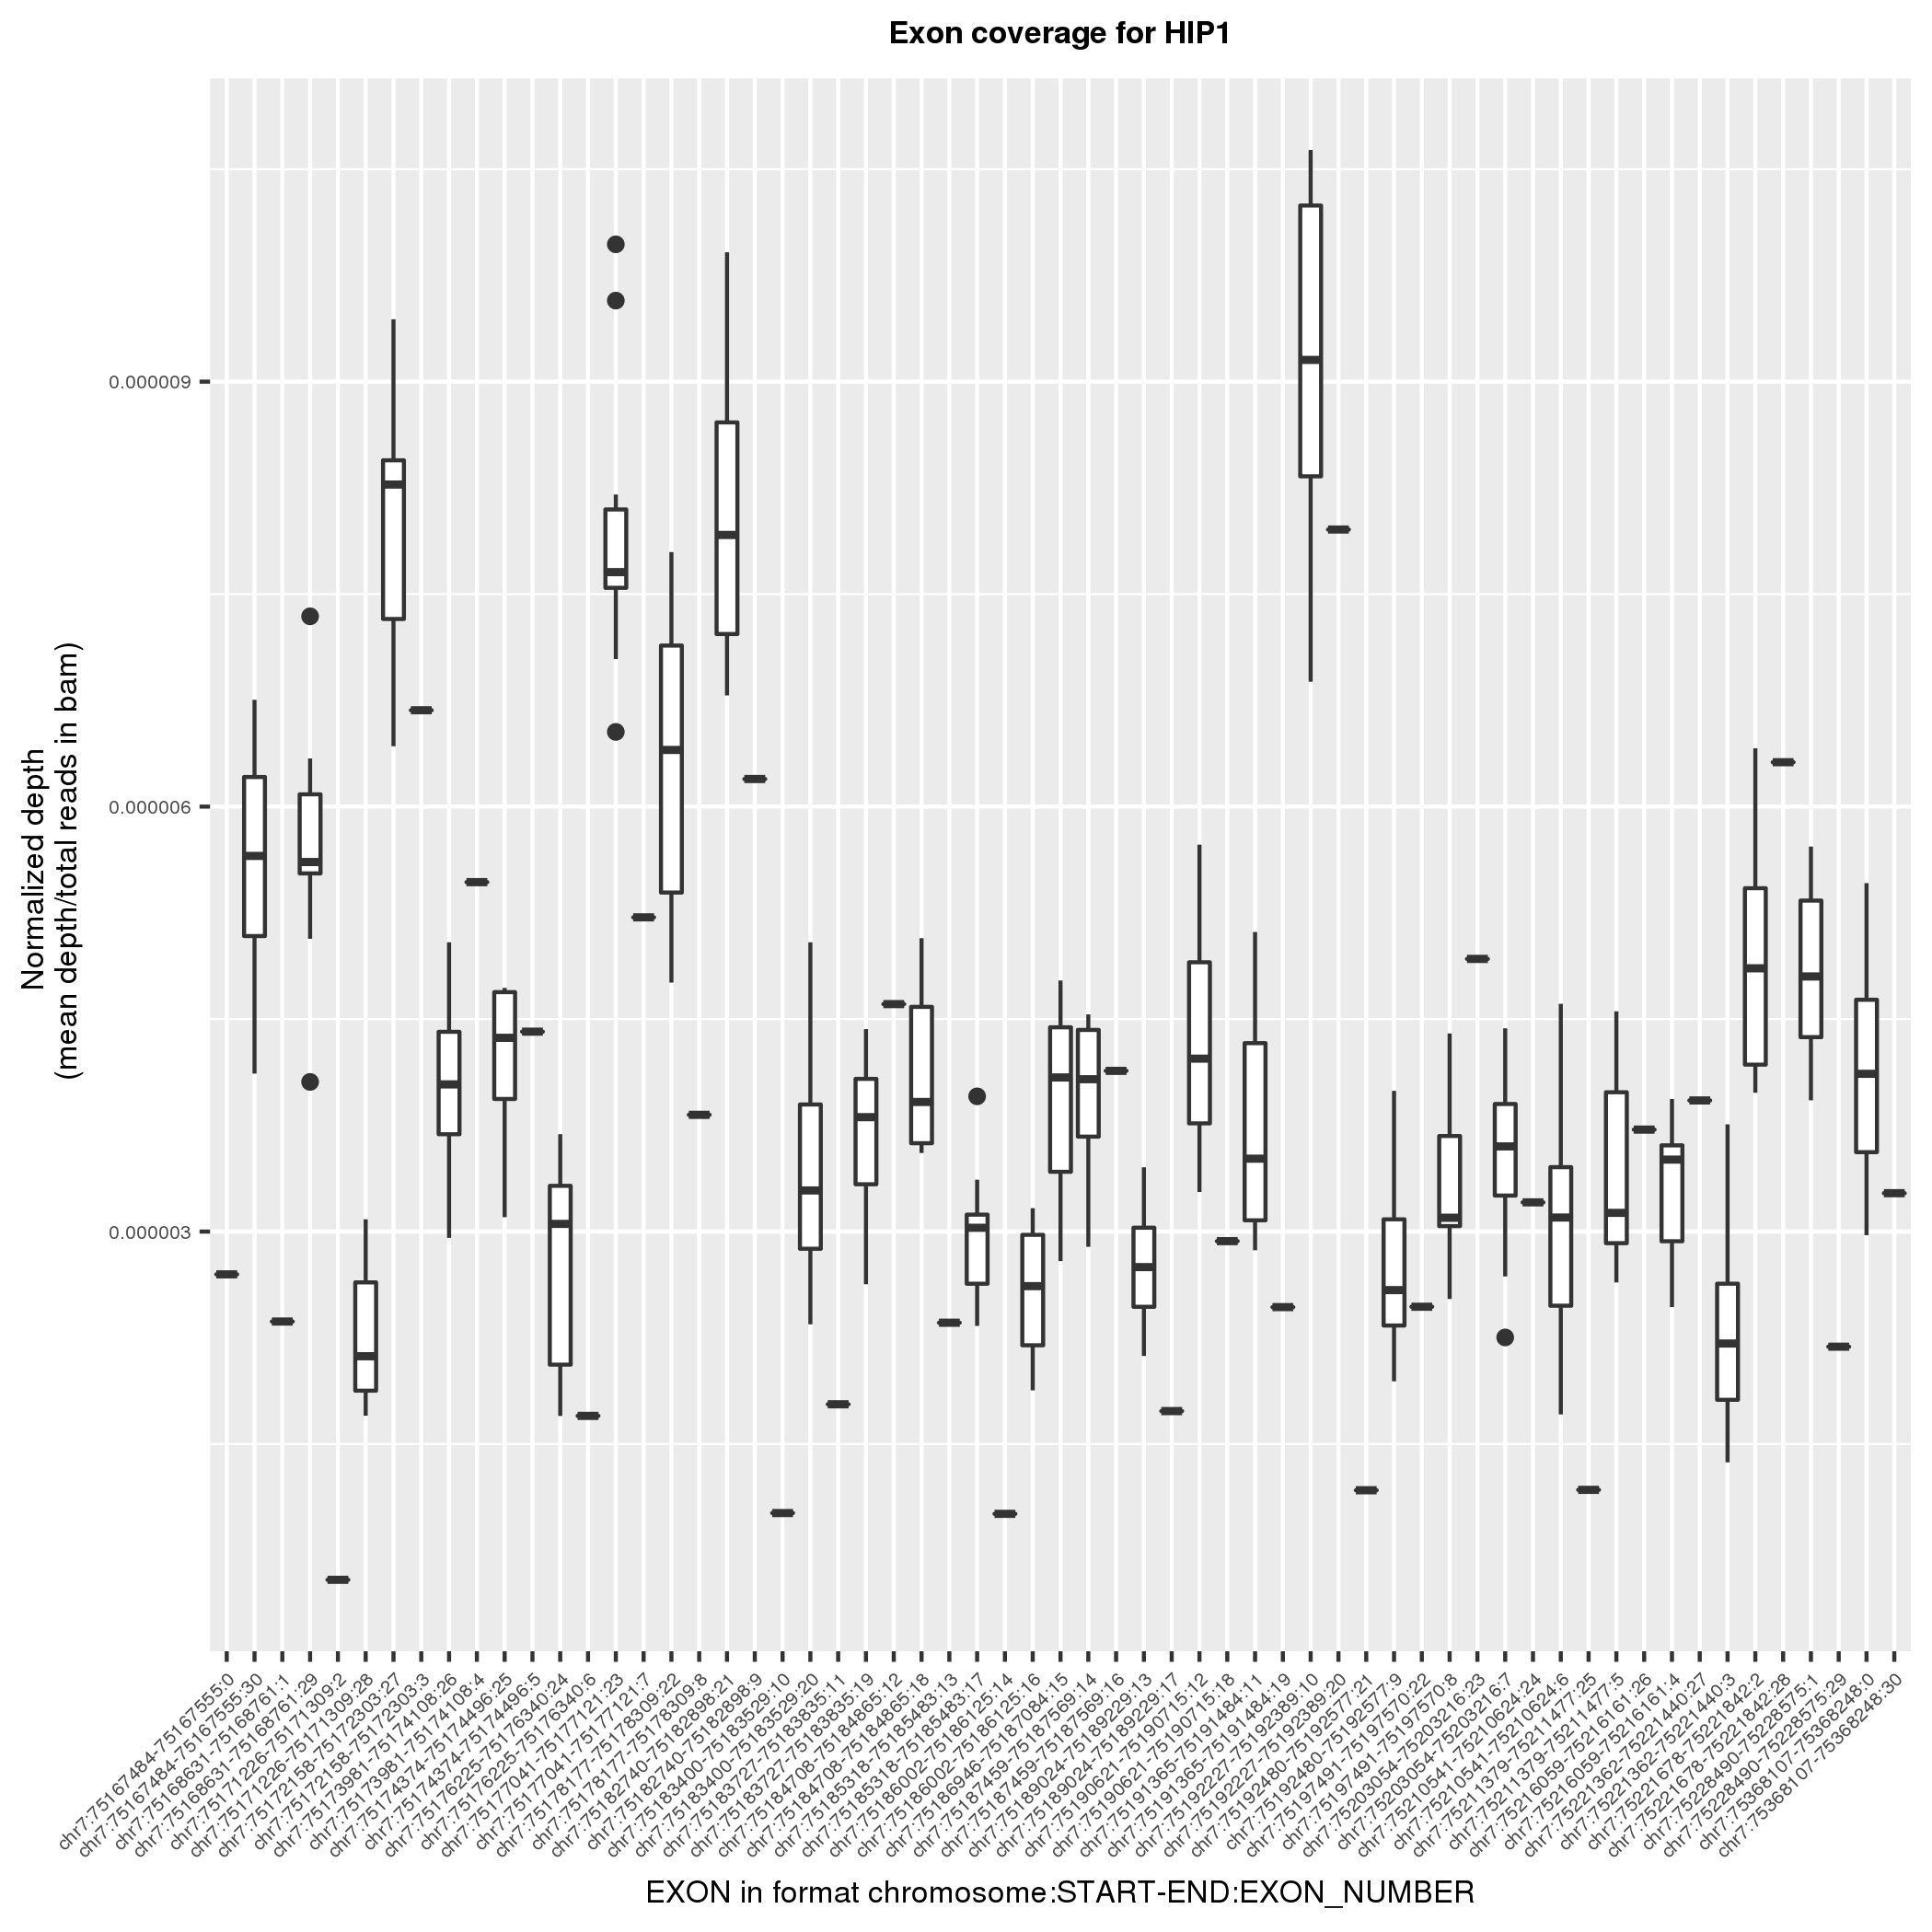 Exon coverage for HIP1
Normalized depth
(mean depth/total reads in bam)
0.000009
0.000006
0.000003
chr7:75167484-75167555:0
chr7:75167484-75167555:30
chr7:75168631-75168761:1
chr7:75168631-75168761:29
chr7:75171226-75171309:2
chr7:75171226-75171309:28
chr7:75172158-75172303:27
chr7:75172158-75172303:3
chr7:75173981-75174108:26
chr7:75173981-75174108:4
chr7:75174374-75174496:25
chr7:75174374-75174496:5
chr7:75176225-75176340:24
chr7:75176225-75176340:6
chr7:75177041-75177121:23
chr7:75177041-75177121:7
chr7:75178177-75178309:22
chr7:75178177-75178309:8
chr7:75182740-75182898:21
chr7:75182740-75182898:9
chr7:75183400-75183529:10
chr7:75183400-75183529:20
chr7:75183727-75183835:11
chr7:75183727-75183835:19
chr7:75184708-75184865:12
chr7:75184708-75184865:18
chr7:75185318-75185483:13
chr7:75185318-75185483:17
chr7:75186002-75186125:14
chr7:75186002-75186125:16
chr7:75186946-75187084:15
chr7:75187459-75187569:14
chr7:75187459-75187569:16
chr7:75189024-75189229:13
chr7:75189024-75189229:17
chr7:75190621-75190715:12
chr7:75190621-75190715:18
chr7:75191365-75191484:11
chr7:75191365-75191484:19
chr7:75192227-75192389:10
chr7:75192227-75192389:20
chr7:75192480-75192577:21
chr7:75192480-75192577:9
chr7:75197491-75197570:22
chr7:75197491-75197570:8
chr7:75203054-75203216:23
chr7:75203054-75203216:7
chr7:75210541-75210624:24
chr7:75210541-75210624:6
chr7:75211379-75211477:25
chr7:75211379-75211477:5
chr7:75216059-75216161:26
chr7:75216059-75216161:4
chr7:75221362-75221440:27
chr7:75221362-75221440:3
chr7:75221678-75221842:2
chr7:75221678-75221842:28
chr7:75228490-75228575:1
chr7:75228490-75228575:29
chr7:75368107-75368248:0
chr7:75368107-75368248:30
EXON in format chromosome:START-END:EXON_NUMBER